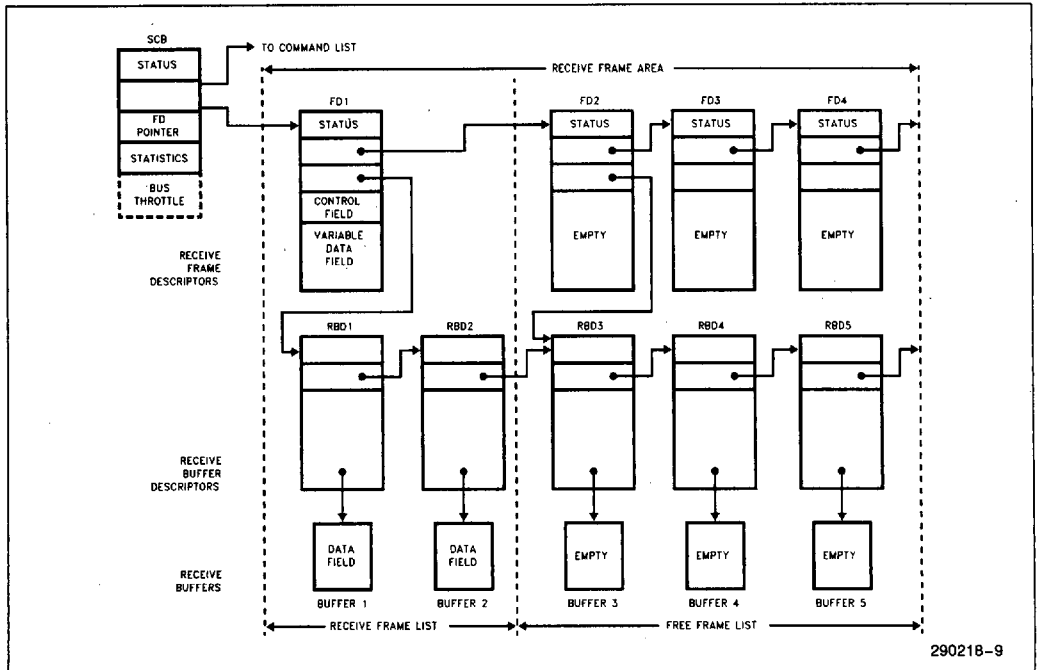 SCB
STATUS
TO COMMAND LIST
FD
POINTER
STATISTICS
BUS
THROTTLE
RECEIVE FRAME AREA
FD1
STATUS
CONTROL
FIELD
VARIABLE
DATA
FIELD
FD2
STATUS
EMPTY
FD3
STATUS
EMPTY
FD4
STATUS
EMPTY
RECEIVE
FRAME
DESCRIPTORS
RBD1
RBD2
RBD3
RBD4
RBD5
RECEIVE
BUFFER
DESCRIPTORS
DATA
FIELD
DATA
FIELD
EMPTY
EMPTY
EMPTY
RECEIVE
BUFFERS
BUFFER 1
BUFFER 2
BUFFER 3
BUFFER 4
BUFFER 5
RECEIVE FRAME LIST
FREE FRAME LIST
290218-9